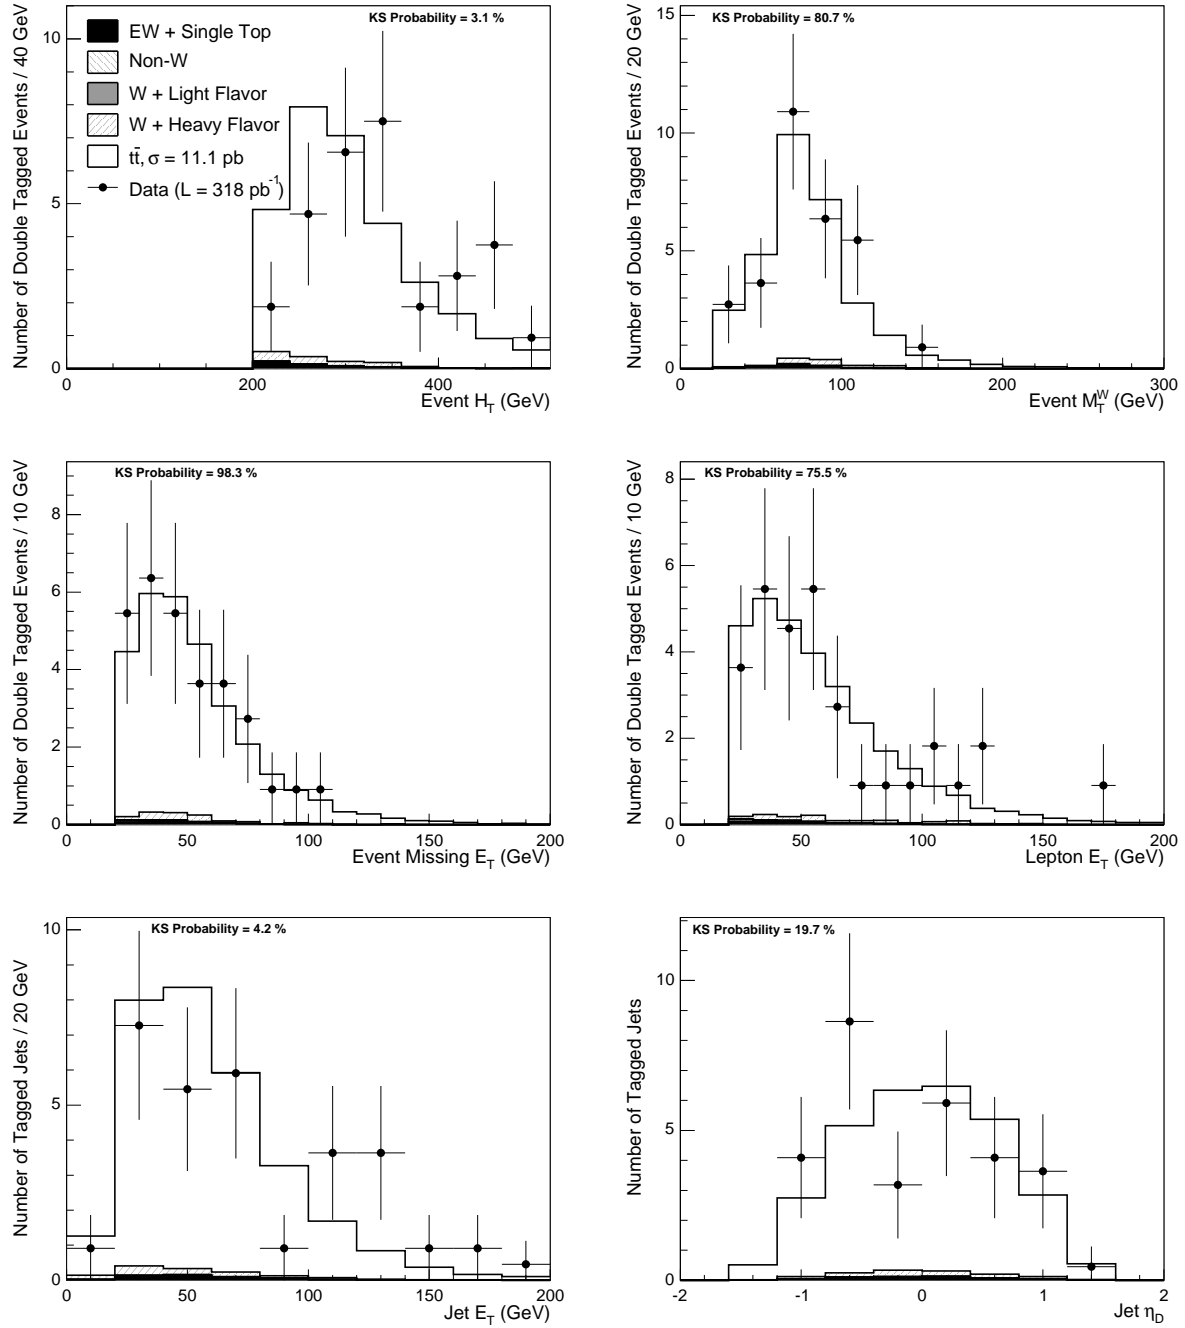 KS Probability = 3.1 %
EW + Single Top
Non-W
W + Light Flavor
W + Heavy Flavor
tt̄, σ = 11.1 pb
Data (L = 318 pb⁻¹)
Number of Double Tagged Events / 40 GeV
10
5
0
0 200 400
Event H_T (GeV)
KS Probability = 80.7 %
Number of Double Tagged Events / 20 GeV
15
10
5
0
0 100 200 300
Event M_T^W (GeV)
KS Probability = 98.3 %
Number of Double Tagged Events / 10 GeV
8
6
4
2
0
0 50 100 150 200
Event Missing E_T (GeV)
KS Probability = 75.5 %
Number of Double Tagged Events / 10 GeV
8
6
4
2
0
0 50 100 150 200
Lepton E_T (GeV)
KS Probability = 4.2 %
Number of Tagged Jets / 20 GeV
10
5
0
0 50 100 150 200
Jet E_T (GeV)
KS Probability = 19.7 %
Number of Tagged Jets
10
5
0
-2 -1 0 1 2
Jet η_D